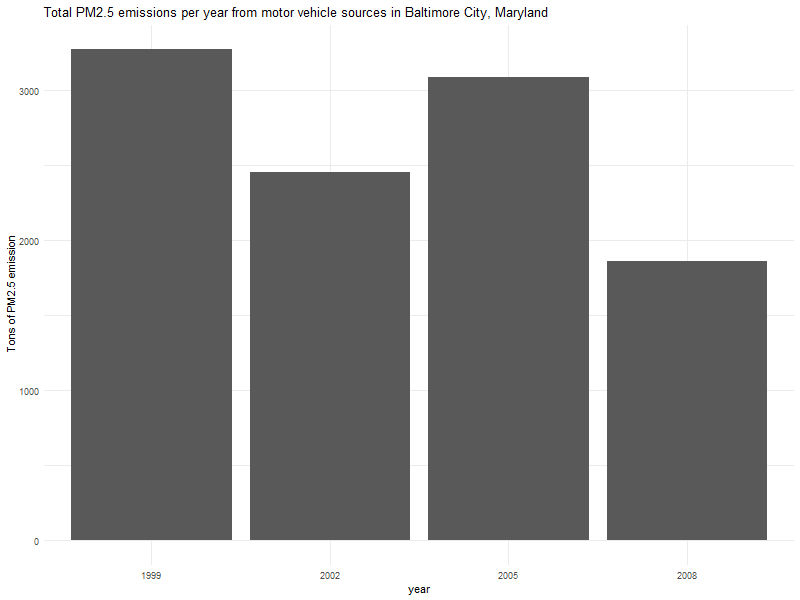 Total PM2.5 emissions per year from motor vehicle sources in Baltimore City, Maryland
Tons of PM2.5 emission
3000
2000
1000
0
1999 2002 2005 2008
year